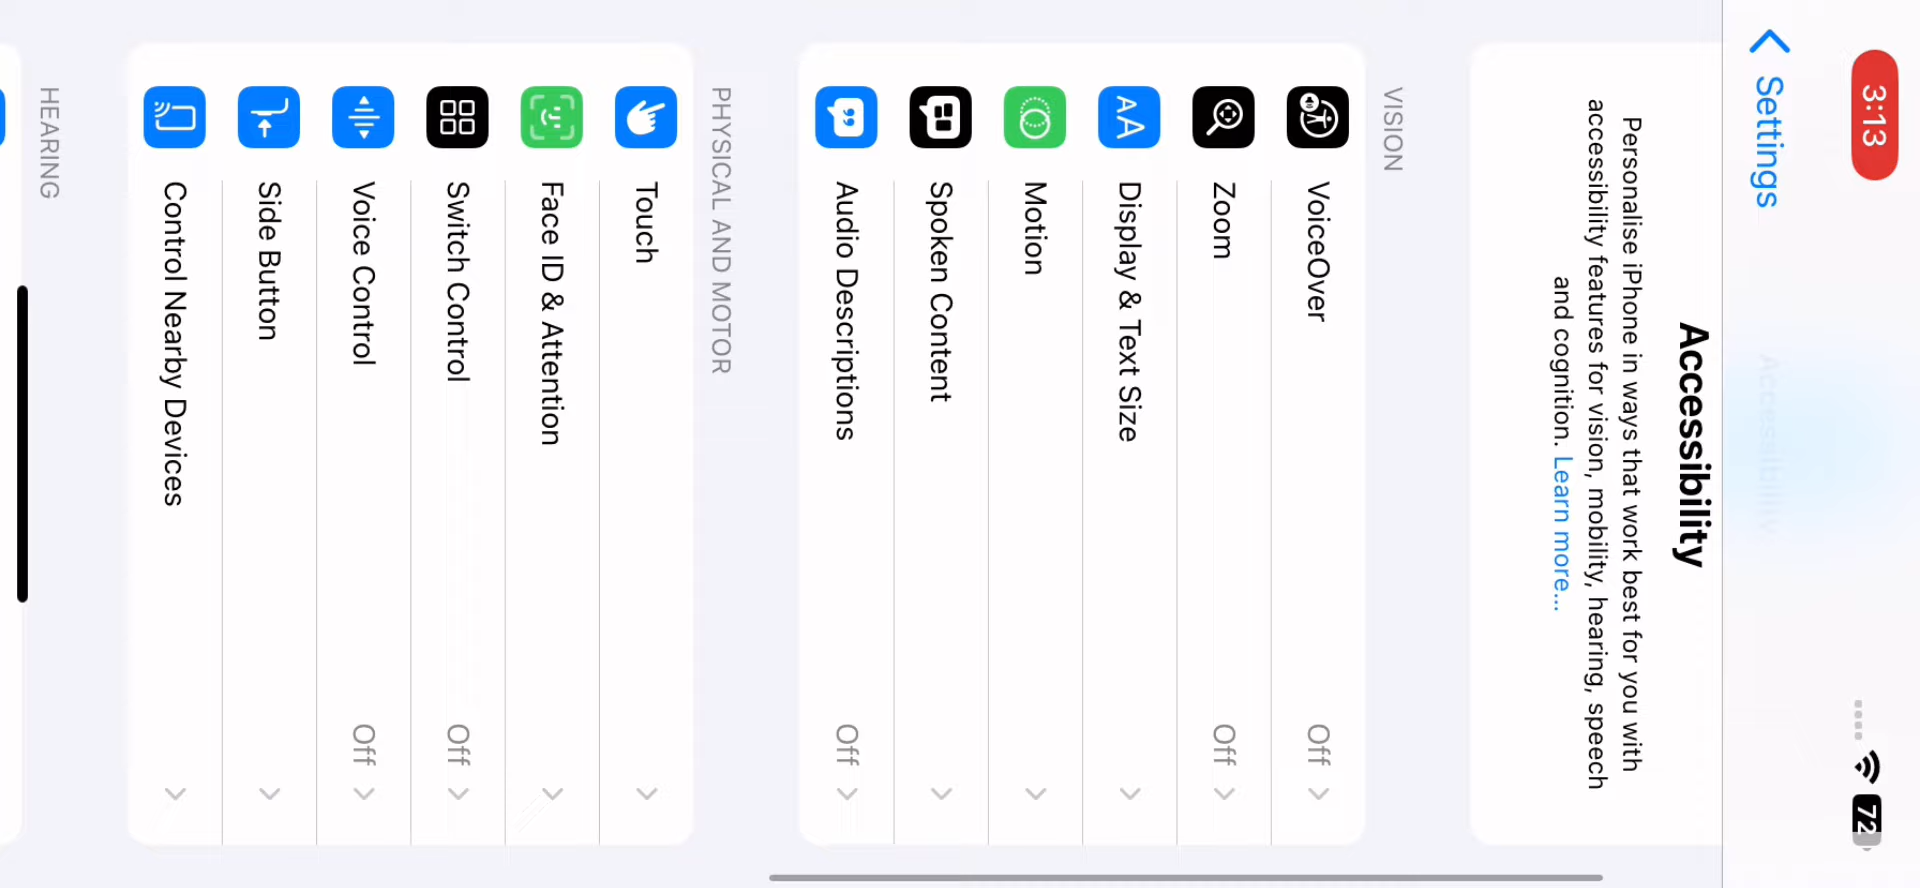 3:13
72
Settings
Accessibility
Accessibility
Personalise iPhone in ways that work best for you with
accessibility features for vision, mobility, hearing, speech
and cognition. Learn more...
VISION
VoiceOver Off
Zoom Off
AA Display & Text Size
Motion
Spoken Content
Audio Descriptions Off
PHYSICAL AND MOTOR
Touch
Face ID & Attention
Switch Control Off
Voice Control Off
Side Button
Control Nearby Devices
HEARING